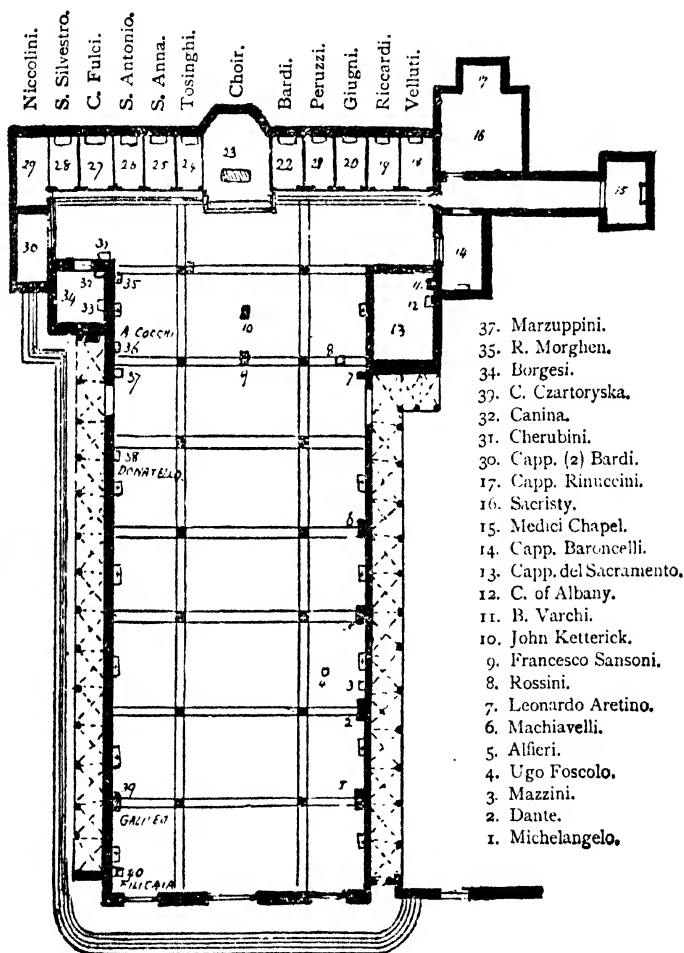 Niccolini.
S. Silvestro.
C. Fulci.
S. Antonio.
S. Anna.
Tosinghi.
Choir.
Bardi.
Peruzzi.
Giugni.
Riccardi.
Velluti.
17
16
29
28
27
26
25
24
23
22
21
20
19
18
15
30
14
31
32
35
34
33
11
12
10
13
A COCCHI
36
8
9
37
7
38
DONATELLO
6
4
3
2
39
GALILEO
40
FILICAIA
37. Marzuppini.
35. R. Morghen.
34. Borgesi.
39. C. Czartoryska.
32. Canina.
31. Cherubini.
30. Capp. (2) Bardi.
17. Capp. Rinuccini.
16. Sacristy.
15. Medici Chapel.
14. Capp. Baroncelli.
13. Capp. del Sacramento.
12. C. of Albany.
11. B. Varchi.
10. John Ketterick.
9. Francesco Sansoni.
8. Rossini.
7. Leonardo Aretino.
6. Machiavelli.
5. Alfieri.
4. Ugo Foscolo.
3. Mazzini.
2. Dante.
1. Michelangelo.